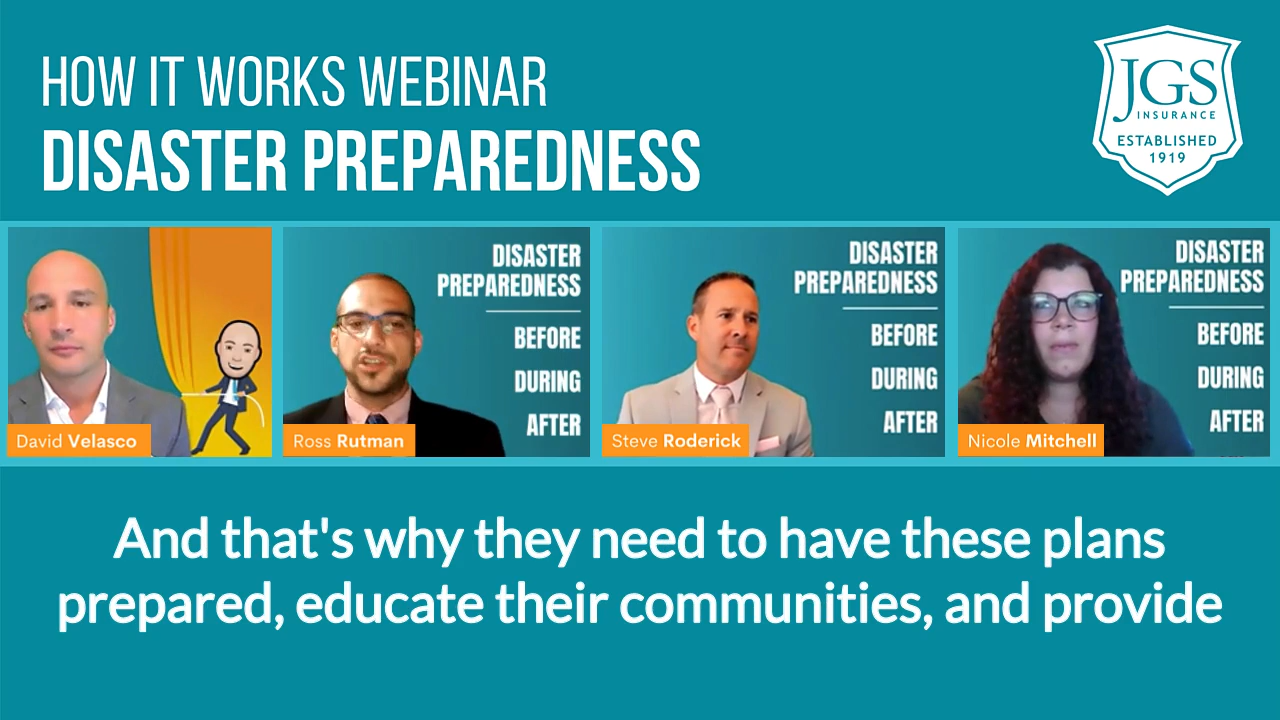 HOW IT WORKS WEBINAR
DISASTER PREPAREDNESS
JGS
INSURANCE
ESTABLISHED
1919
David Velasco
DISASTER
PREPAREDNESS
BEFORE
DURING
AFTER
Ross Rutman
DISASTER
PREPAREDNESS
BEFORE
DURING
AFTER
Steve Roderick
DISASTER
PREPAREDNESS
BEFORE
DURING
AFTER
Nicole Mitchell
And that's why they need to have these plans
prepared, educate their communities, and provide